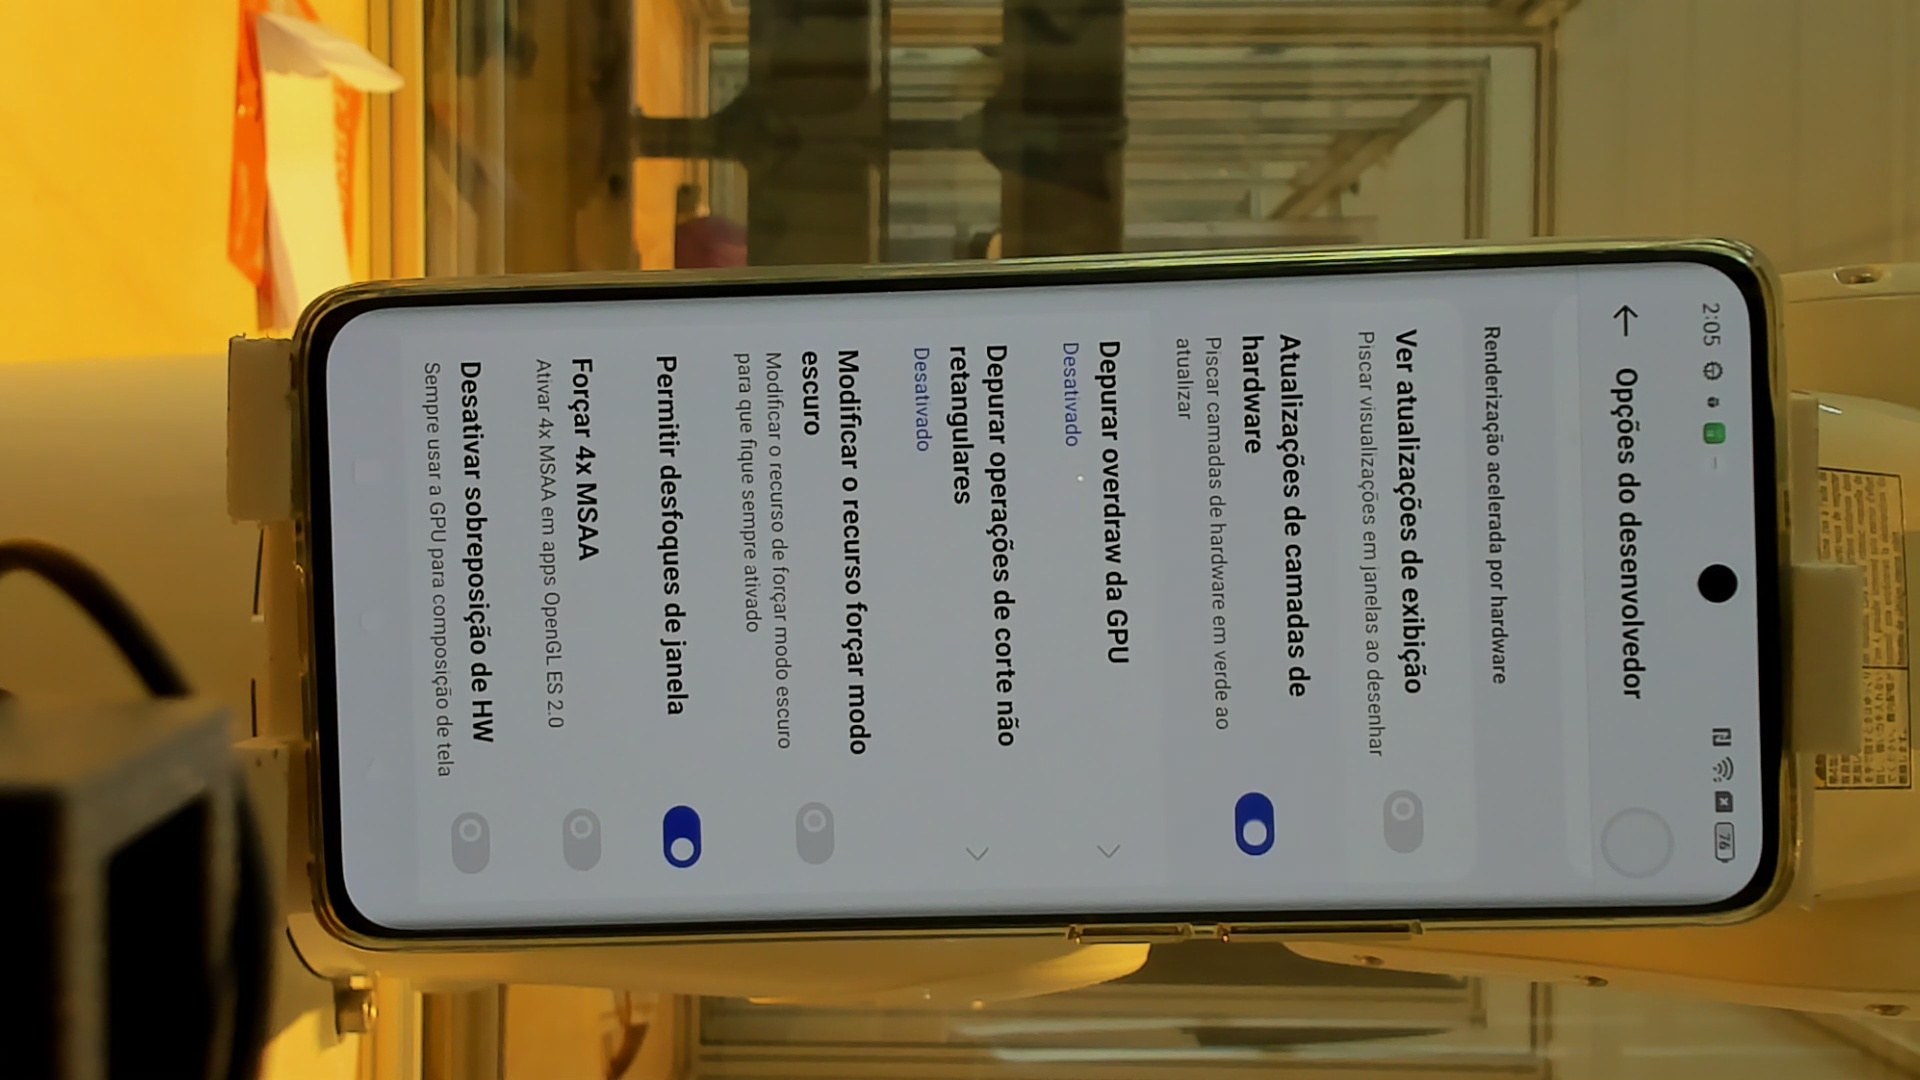 2:05
76
Opções do desenvolvedor
Renderização acelerada por hardware
Ver atualizações de exibição
Piscar visualizações em janelas ao desenhar
Atualizações de camadas de
hardware
Piscar camadas de hardware em verde ao
atualizar
Depurar overdraw da GPU
Desativado
Depurar operações de corte não
retangulares
Desativado
Modificar o recurso forçar modo
escuro
Modificar o recurso de forçar modo escuro
para que fique sempre ativado
Permitir desfoques de janela
Forçar 4x MSAA
Ativar 4x MSAA em apps OpenGL ES 2.0
Desativar sobreposição de HW
Sempre usar a GPU para composição de tela